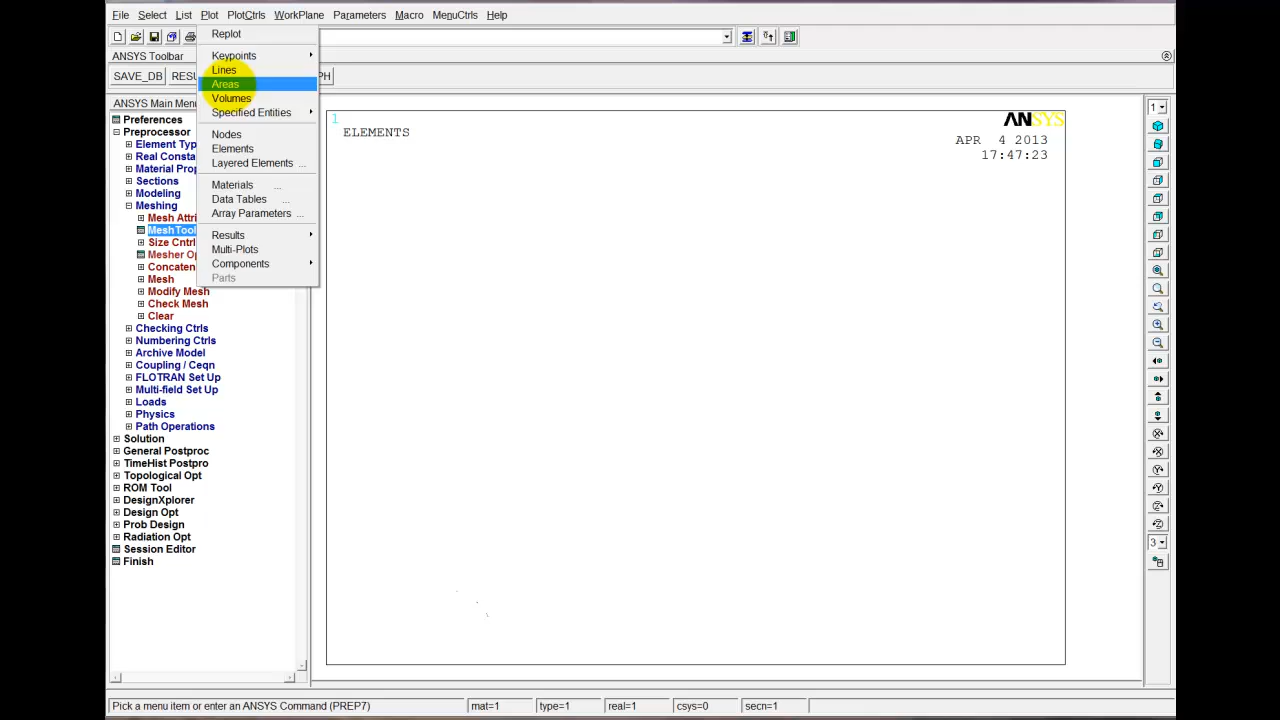 File Select List Plot PlotCtrls WorkPlane Parameters Macro MenuCtrls Help
ANSYS Toolbar
SAVE_DB RESU PH
ANSYS Main Menu
Preferences
Preprocessor
Element Typ
Real Consta
Material Prop
Sections
Modeling
Meshing
Mesh Attri
MeshTool
Size Cntrl
Mesher Op
Concaten
Mesh
Modify Mesh
Check Mesh
Clear
Checking Ctrls
Numbering Ctrls
Archive Model
Coupling / Ceqn
FLOTRAN Set Up
Multi-field Set Up
Loads
Physics
Path Operations
Solution
General Postproc
TimeHist Postpro
Topological Opt
ROM Tool
DesignXplorer
Design Opt
Prob Design
Radiation Opt
Session Editor
Finish
Replot
Keypoints
Lines
Areas
Volumes
Specified Entities
Nodes
Elements
Layered Elements ...
Materials ...
Data Tables ...
Array Parameters ...
Results
Multi-Plots
Components
Parts
1
ELEMENTS
ANSYS
APR 4 2013
17:47:23
1
3
Pick a menu item or enter an ANSYS Command (PREP7) mat=1 type=1 real=1 csys=0 secn=1